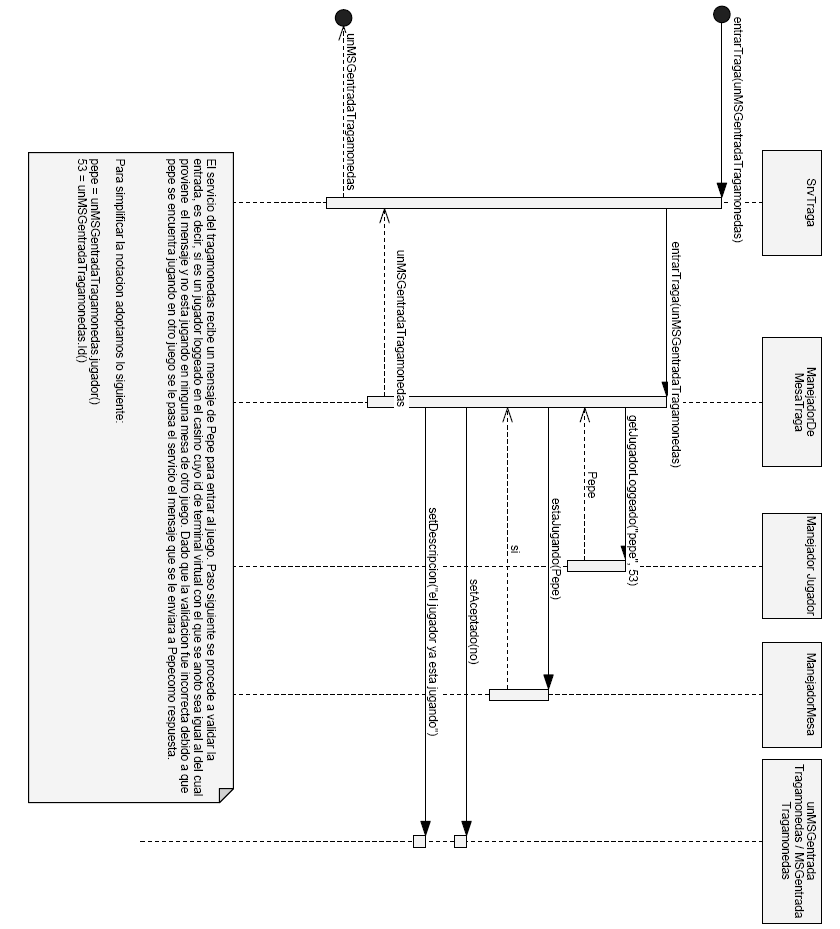 SrvTraga
ManejadorDe
MesaTraga
Manejador Jugador
ManejadorMesa
unMSGentrada
Tragamonedas / MSGentrada
Tragamonedas
entrarTraga(unMSGentradaTragamonedas)
entrarTraga(unMSGentradaTragamonedas)
getJugadorLoggeado("pepe", 53)
Pepe
estaJugando(Pepe)
si
setAceptado(no)
setDescripcion("el jugador ya esta jugando")
unMSGentradaTragamonedas
unMSGentradaTragamonedas
El servicio del tragamonedas recibe un mensaje de Pepe para entrar al juego. Paso siguiente se procede a validar la
entrada, es decir, si es un jugador loggeado en el casino cuyo id de terminal virtual con el que se anoto sea igual al del cual
proviene el mensaje y no esta jugando en ninguna mesa de otro juego. Dado que la validacion fue incorrecta debido a que
pepe se encuentra jugando en otro juego se le pasa el servicio el mensaje que se le enviara a Pepecomo respuesta.
Para simplificar la notacion adoptamos lo siguiente:
pepe = unMSGentradaTragamonedas.jugador()
53 = unMSGentradaTragamonedas.Id()